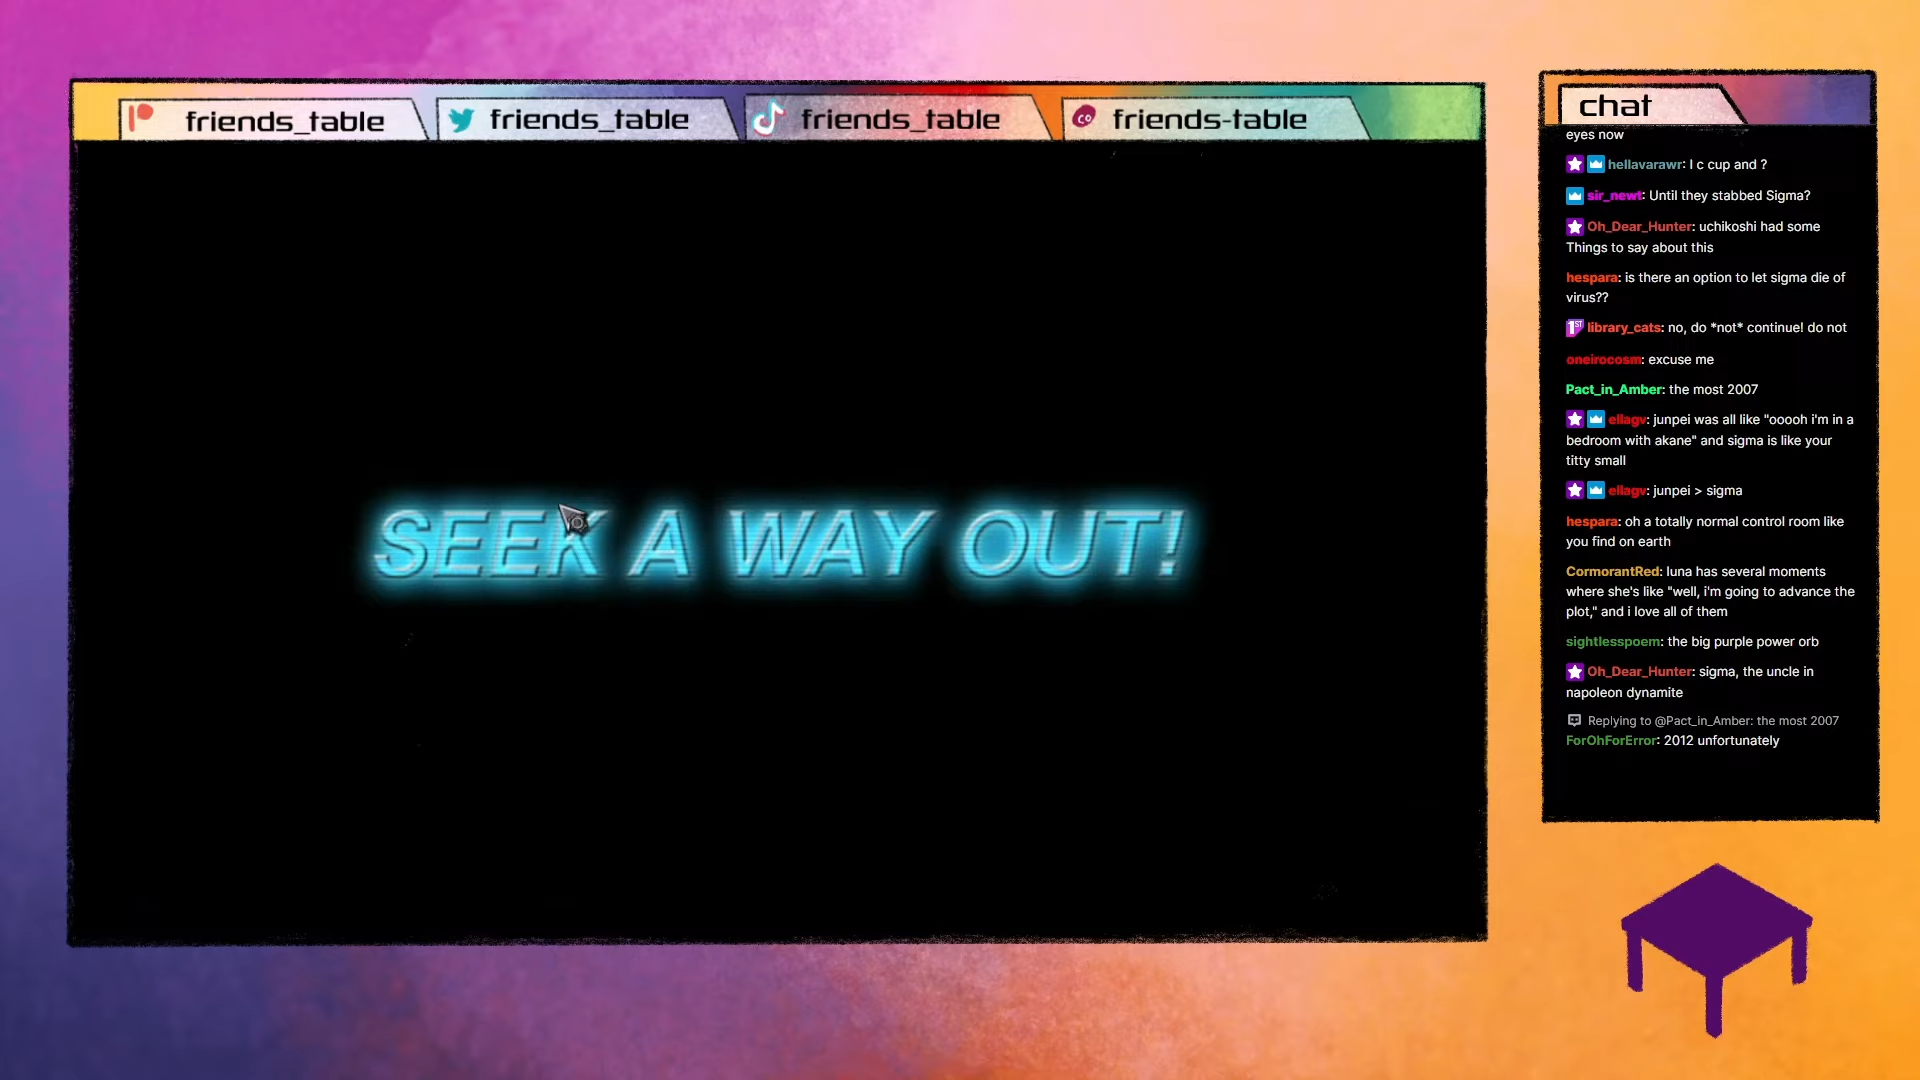 friends_table
friends_table
friends_table
friends-table
SEEK A WAY OUT!
chat
eyes now
hellavarawr: I c cup and ?
sir_newt: Until they stabbed Sigma?
Oh_Dear_Hunter: uchikoshi had some
Things to say about this
hespara: is there an option to let sigma die of
virus??
1ST library_cats: no, do *not* continue! do not
oneirocosm: excuse me
Pact_in_Amber: the most 2007
ellagv: junpei was all like "ooooh i'm in a
bedroom with akane" and sigma is like your
titty small
ellagv: junpei > sigma
hespara: oh a totally normal control room like
you find on earth
CormorantRed: luna has several moments
where she's like "well, i'm going to advance the
plot," and i love all of them
sightlesspoem: the big purple power orb
Oh_Dear_Hunter: sigma, the uncle in
napoleon dynamite
Replying to @Pact_in_Amber: the most 2007
ForOhForError: 2012 unfortunately